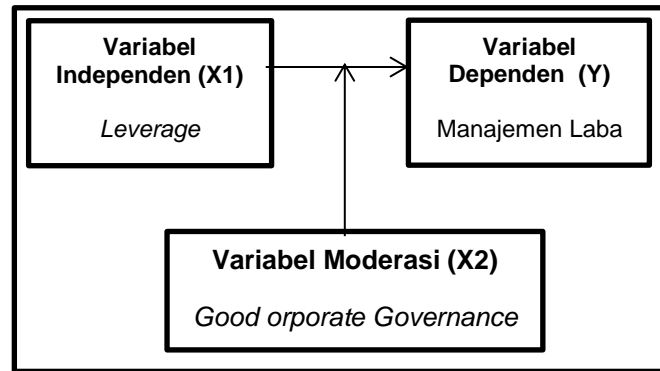 Variabel
Independen (X1)
Leverage
Variabel
Dependen (Y)
Manajemen Laba
Variabel Moderasi (X2)
Good orporate Governance